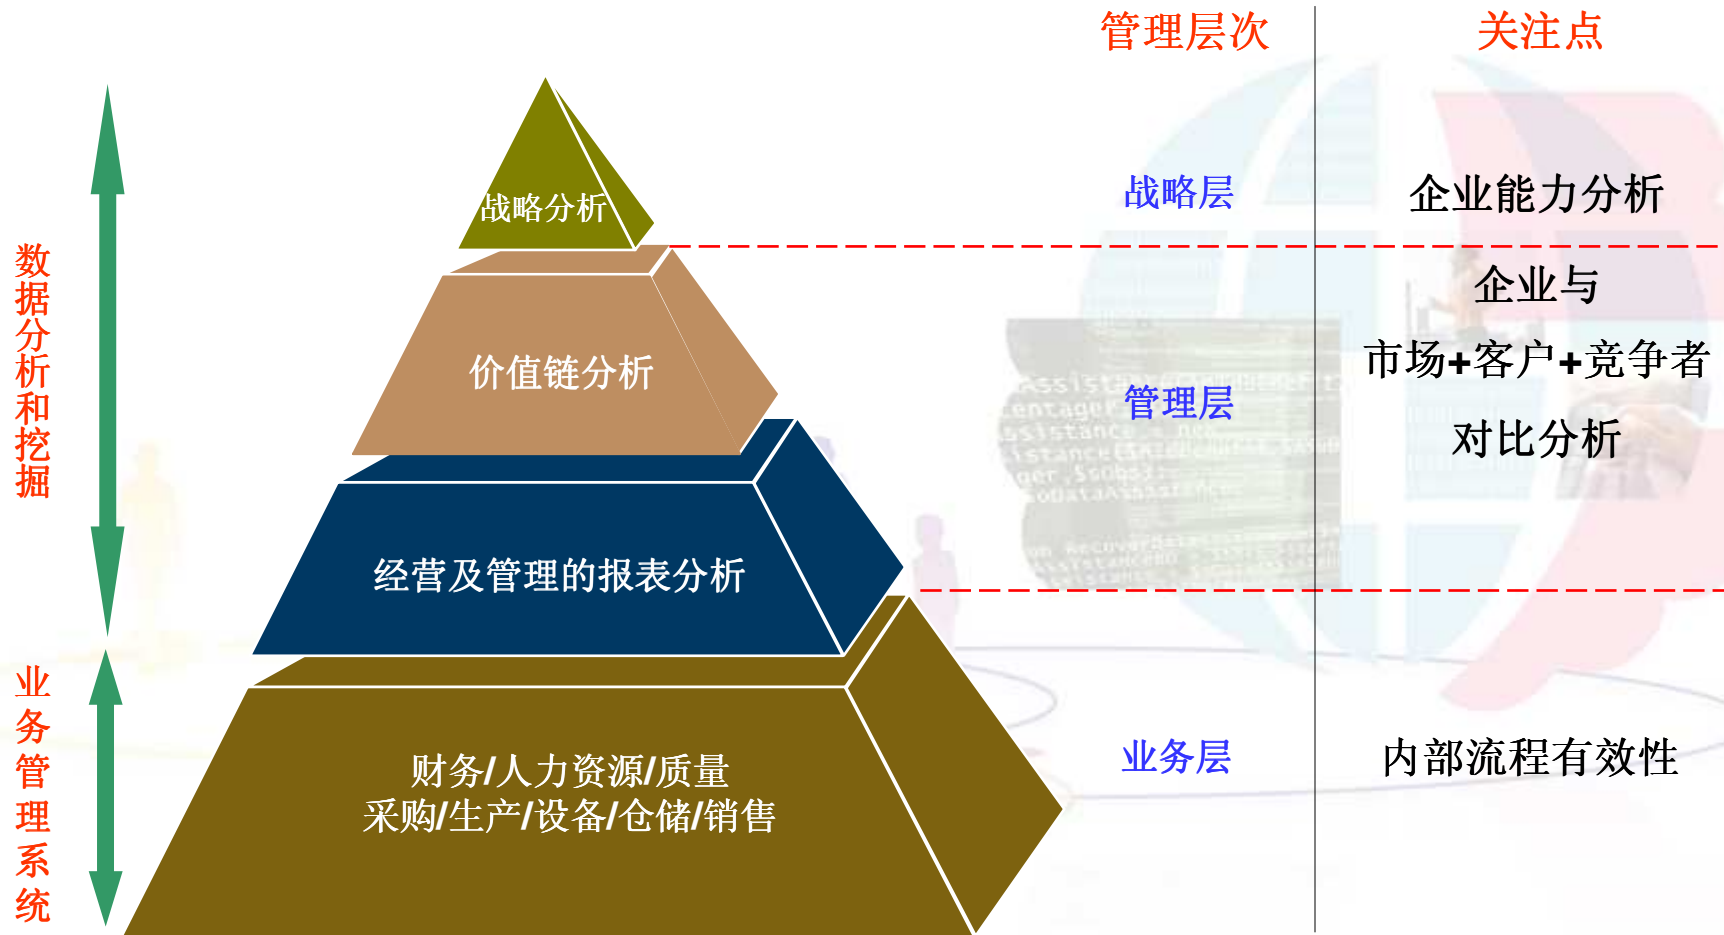 管理层次
关注点
数据分析和挖掘
业务管理系统
战略分析
战略层
企业能力分析
价值链分析
管理层
企业与
市场+客户+竞争者
对比分析
经营及管理的报表分析
财务/人力资源/质量
采购/生产/设备/仓储/销售
业务层
内部流程有效性